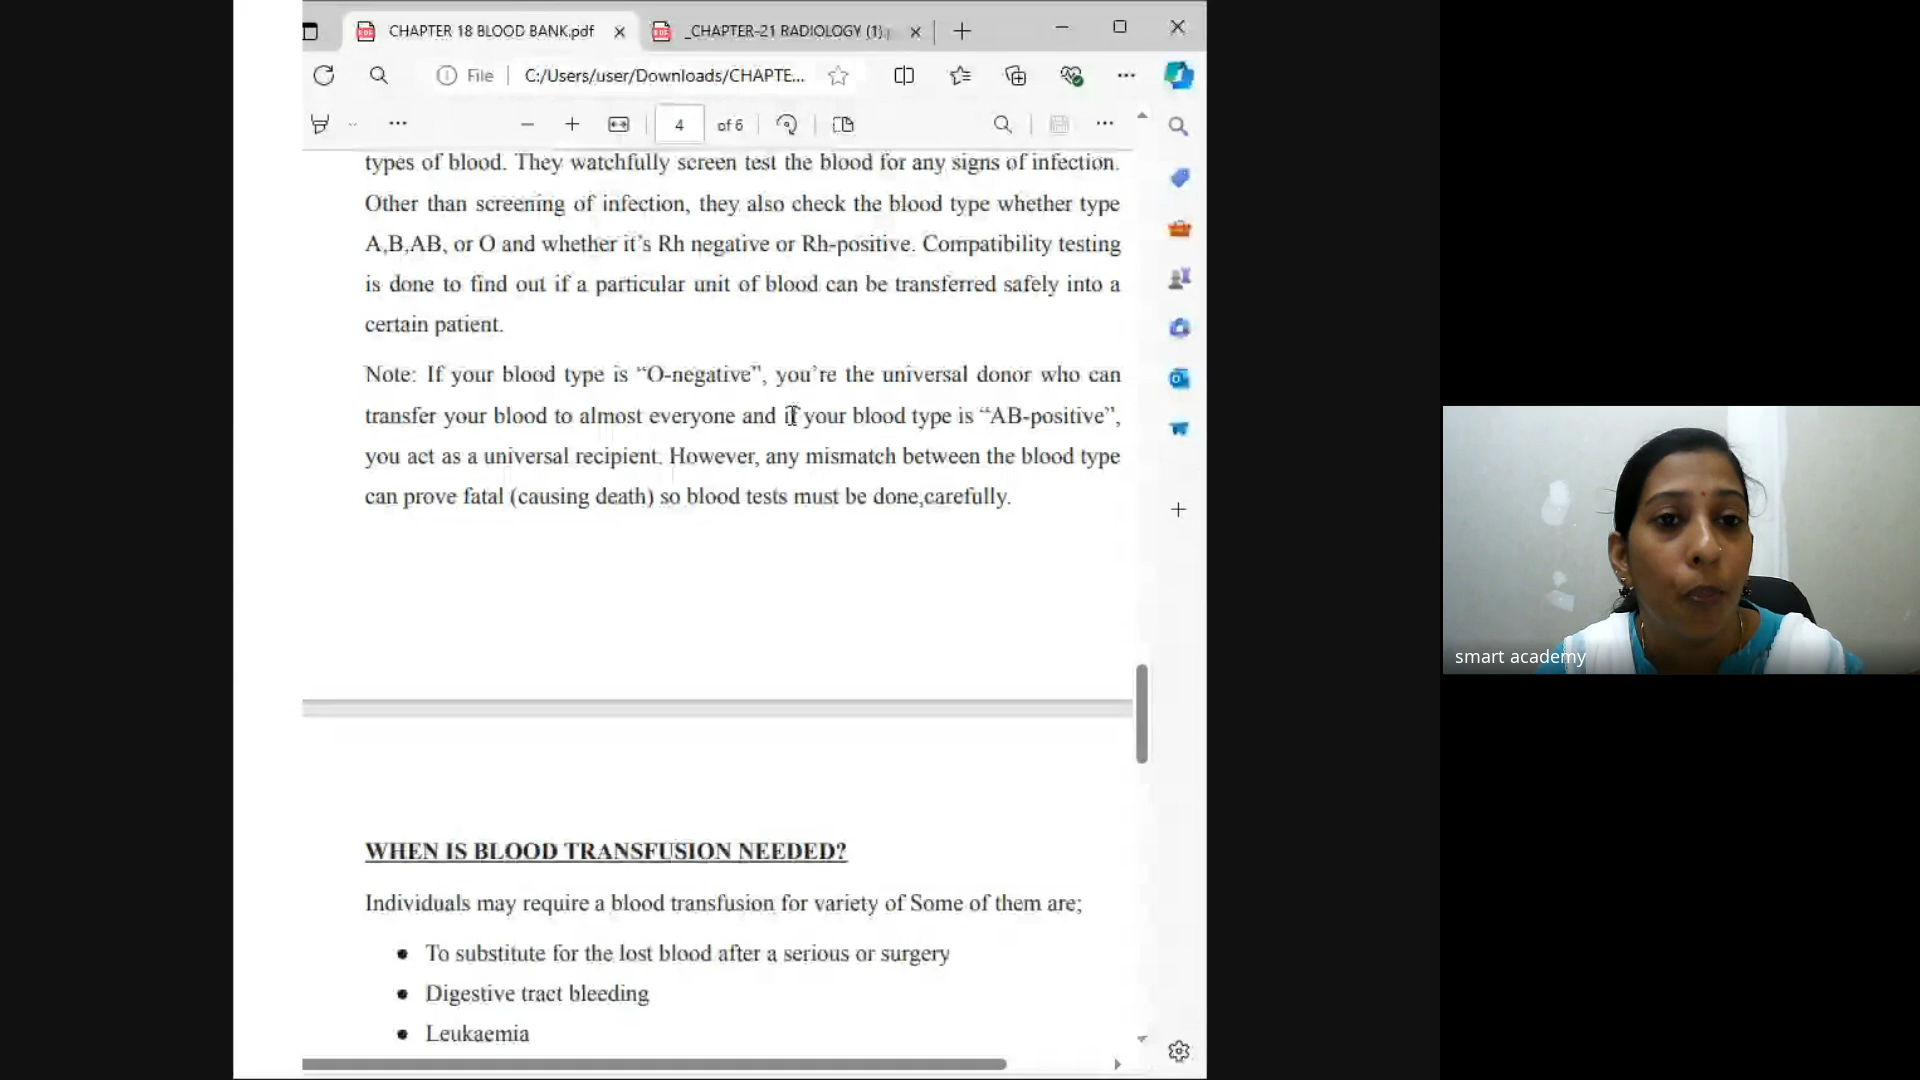 CHAPTER 18 BLOOD BANK.pdf
_CHAPTER-21 RADIOLOGY (1).
File
C:/Users/user/Downloads/CHAPTE...
4 of 6
types of blood. They watchfully screen test the blood for any signs of infection.
Other than screening of infection, they also check the blood type whether type
A,B,AB, or O and whether it's Rh negative or Rh-positive. Compatibility testing
is done to find out if a particular unit of blood can be transferred safely into a
certain patient.
Note: If your blood type is “O-negative”, you’re the universal donor who can
transfer your blood to almost everyone and if your blood type is “AB-positive”,
you act as a universal recipient. However, any mismatch between the blood type
can prove fatal (causing death) so blood tests must be done,carefully.
WHEN IS BLOOD TRANSFUSION NEEDED?
Individuals may require a blood transfusion for variety of Some of them are;
● To substitute for the lost blood after a serious or surgery
● Digestive tract bleeding
● Leukaemia
smart academy